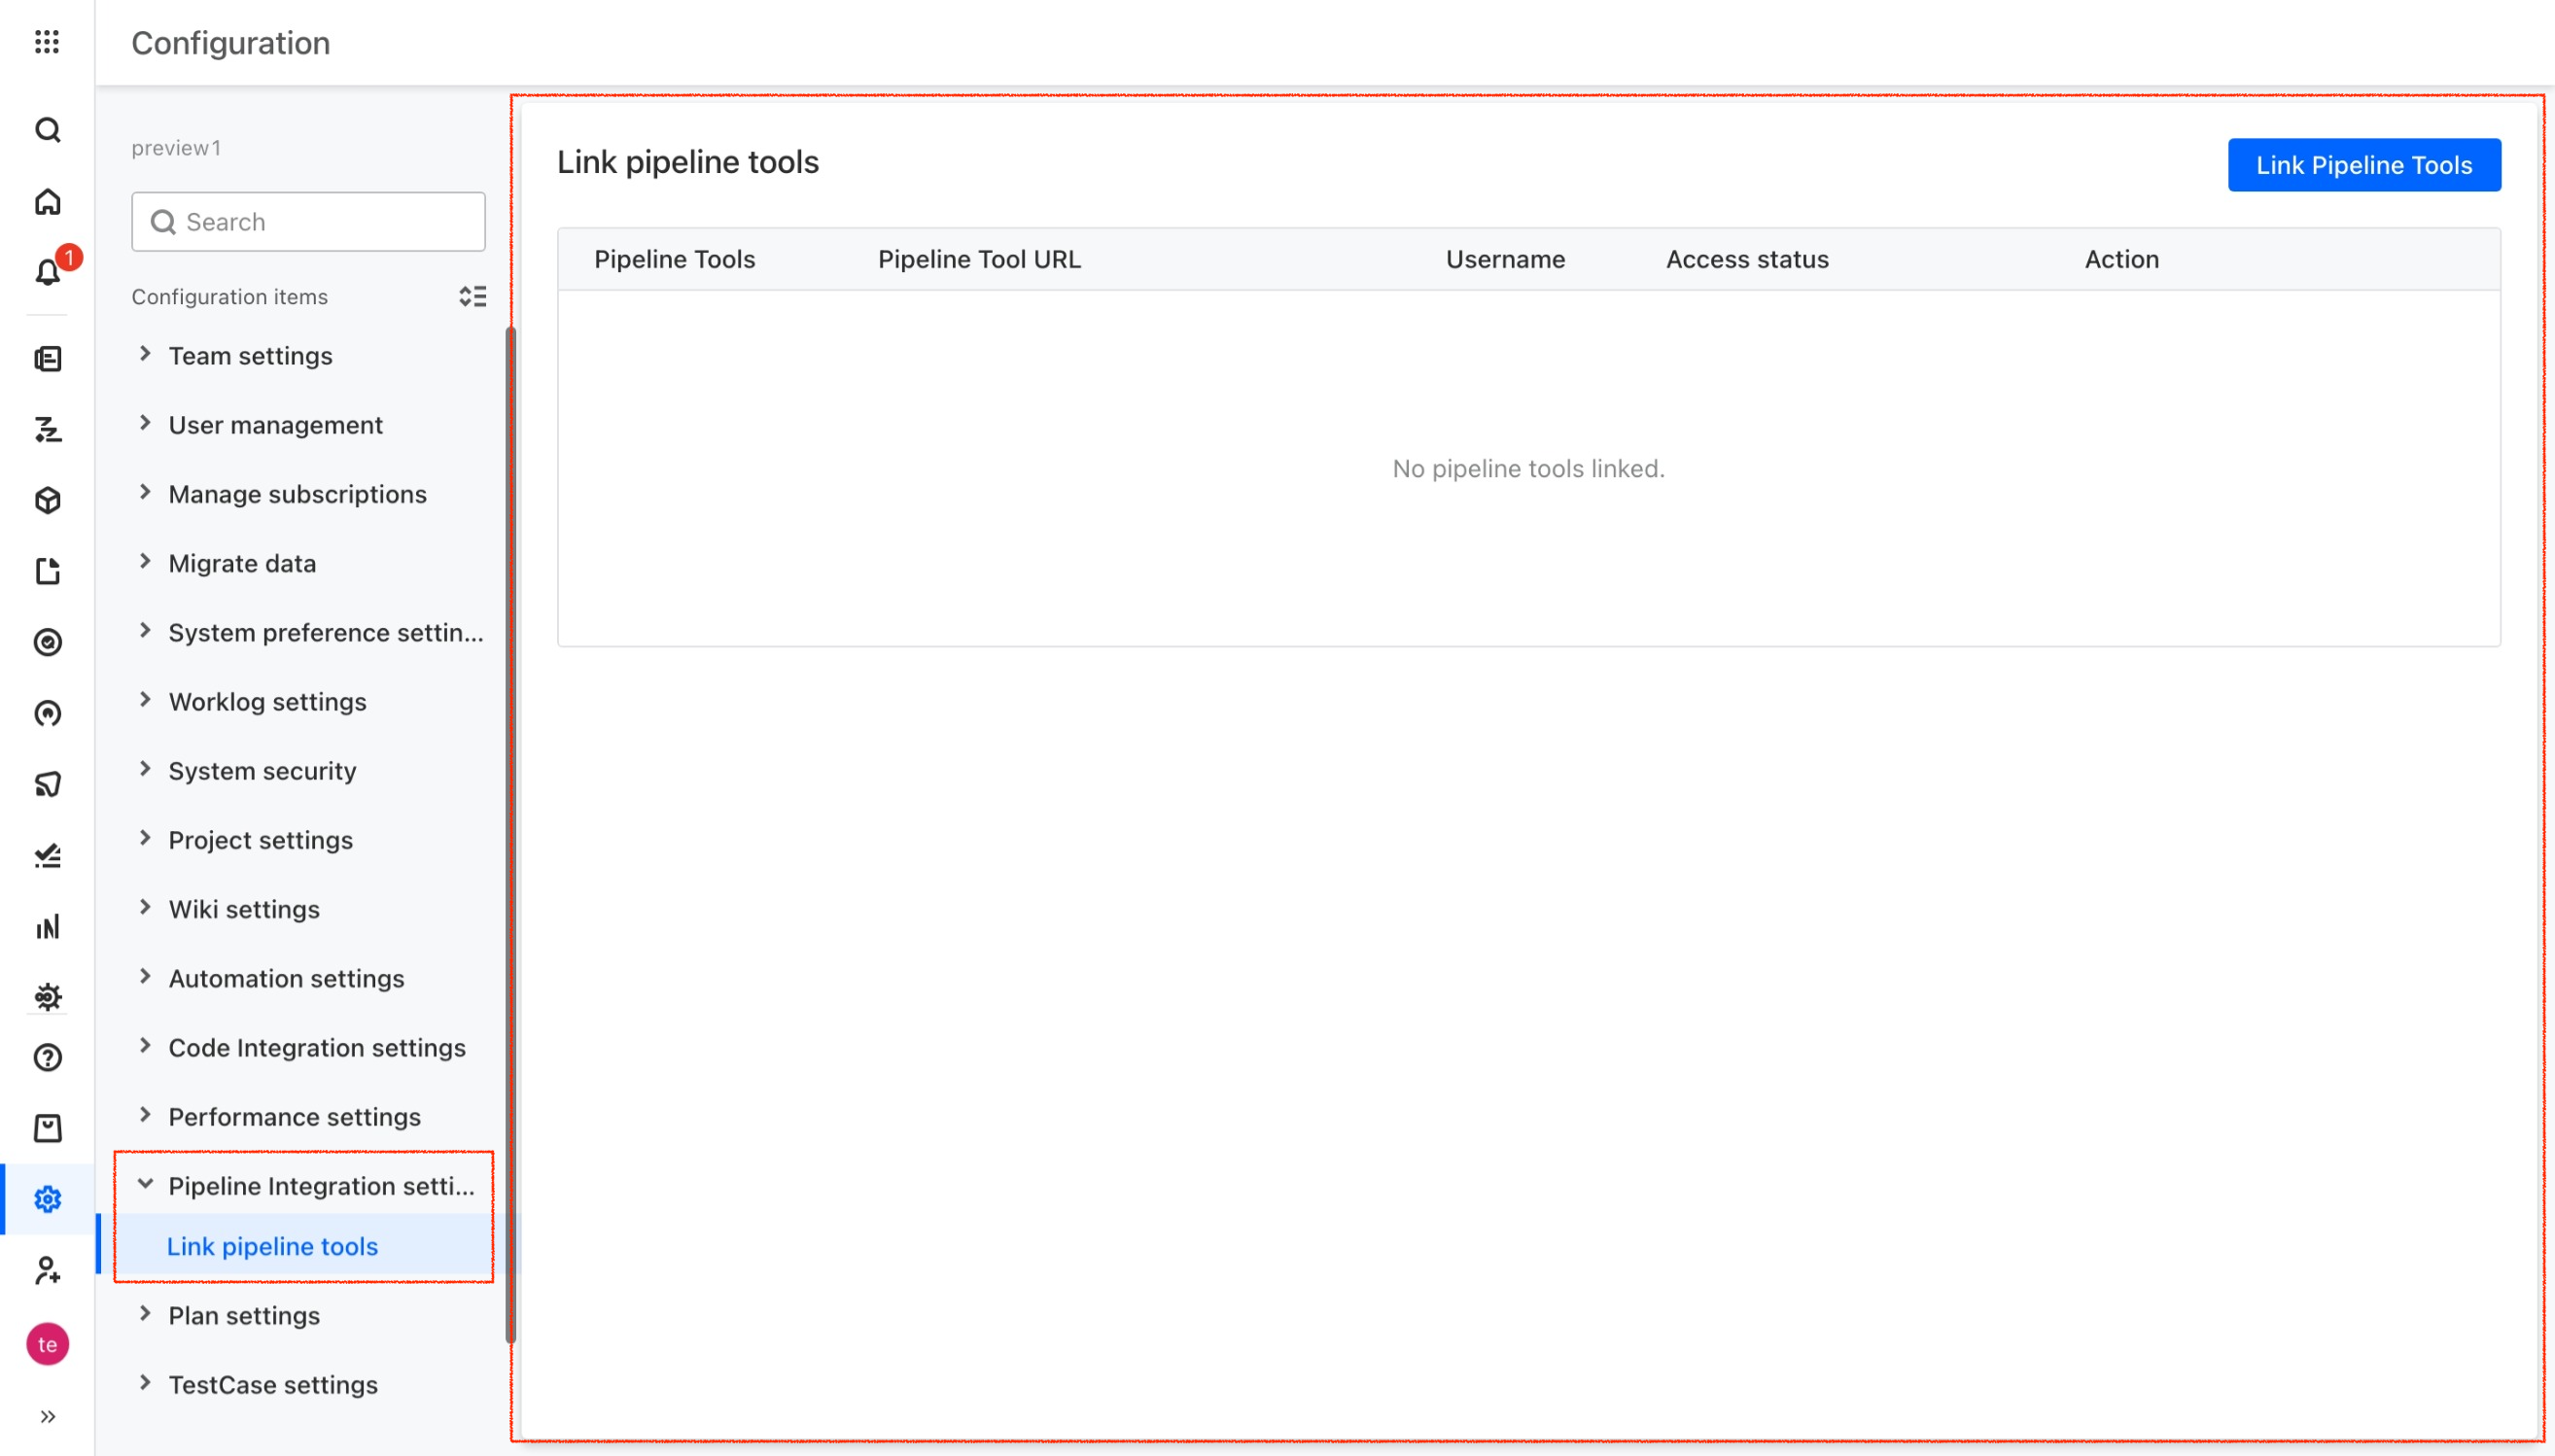 Configuration
1
preview1
Search
Configuration items
Team settings
User management
Manage subscriptions
Migrate data
System preference settin...
Worklog settings
System security
Project settings
Wiki settings
Automation settings
Code Integration settings
Performance settings
Pipeline Integration setti...
Link pipeline tools
Plan settings
TestCase settings
te
Link pipeline tools
Link Pipeline Tools
Pipeline Tools Pipeline Tool URL Username Access status Action
No pipeline tools linked.